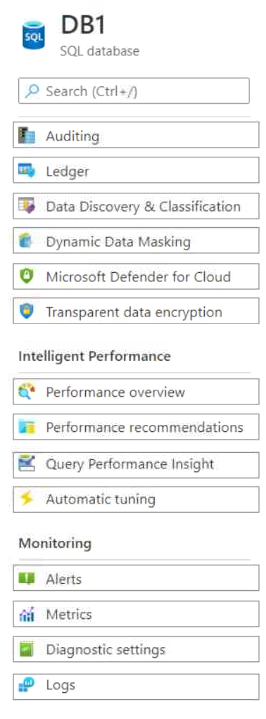 DB1
SQL
SQL database
Search (Ctrl+/)
Auditing
Ledger
Data Discovery & Classification
Dynamic Data Masking
Microsoft Defender for Cloud
Transparent data encryption
Intelligent Performance
Performance overview
Performance recommendations
Query Performance Insight
Automatic tuning
Monitoring
Alerts
Metrics
Diagnostic settings
Logs